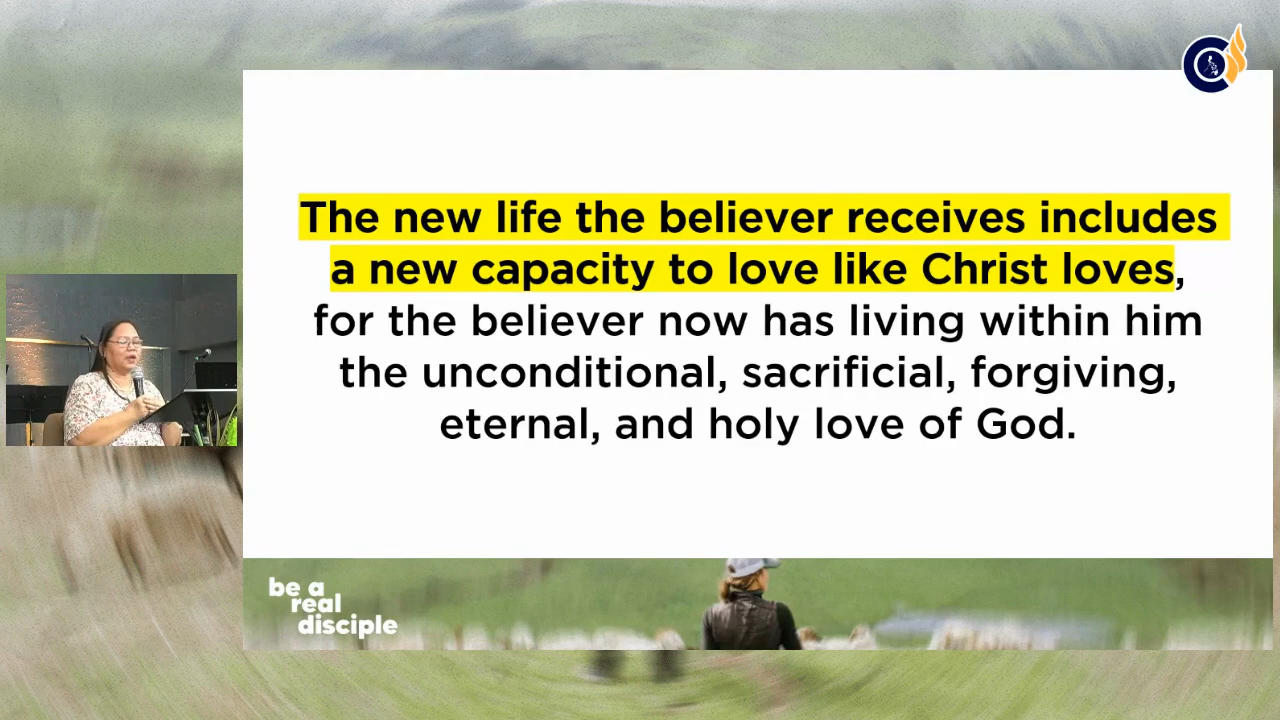 The new life the believer receives includes
a new capacity to love like Christ loves,
for the believer now has living within him
the unconditional, sacrificial, forgiving,
eternal, and holy love of God.
be a
real
disciple